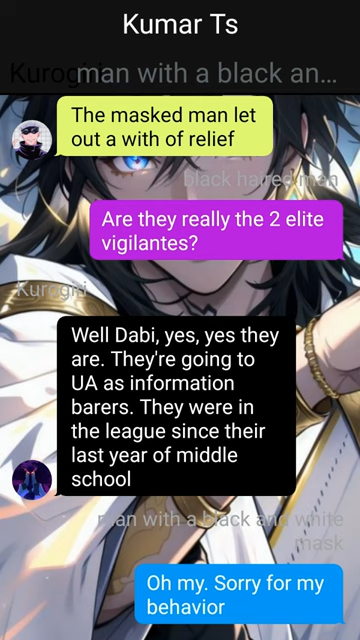 Kumar Ts
Kurogiri
man with a black an...
The masked man let
out a with of relief
black haired man
Are they really the 2 elite
vigilantes?
Kurogiri
Well Dabi, yes, yes they
are. They're going to
UA as information
barers. They were in
the league since their
last year of middle
school
man with a black and white
mask
Oh my. Sorry for my
behavior